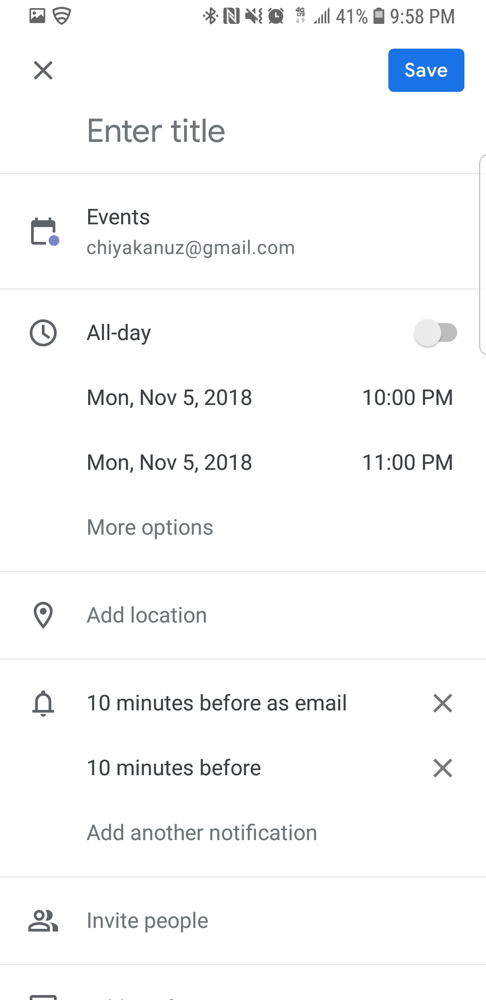 4G LTE 41% 9:58 PM
Save
Enter title
Events
chiyakanuz@gmail.com
All-day
Mon, Nov 5, 2018 10:00 PM
Mon, Nov 5, 2018 11:00 PM
More options
Add location
10 minutes before as email
10 minutes before
Add another notification
Invite people